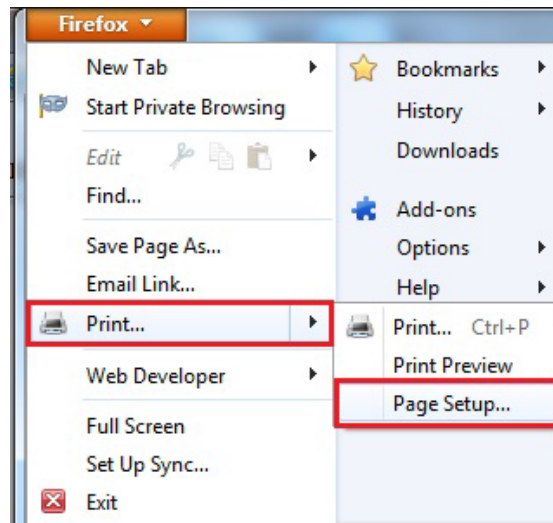 Firefox
New Tab
Start Private Browsing
Edit
Find...
Save Page As...
Email Link...
Print...
Web Developer
Full Screen
Set Up Sync...
Exit
Bookmarks
History
Downloads
Add-ons
Options
Help
Print... Ctrl+P
Print Preview
Page Setup...